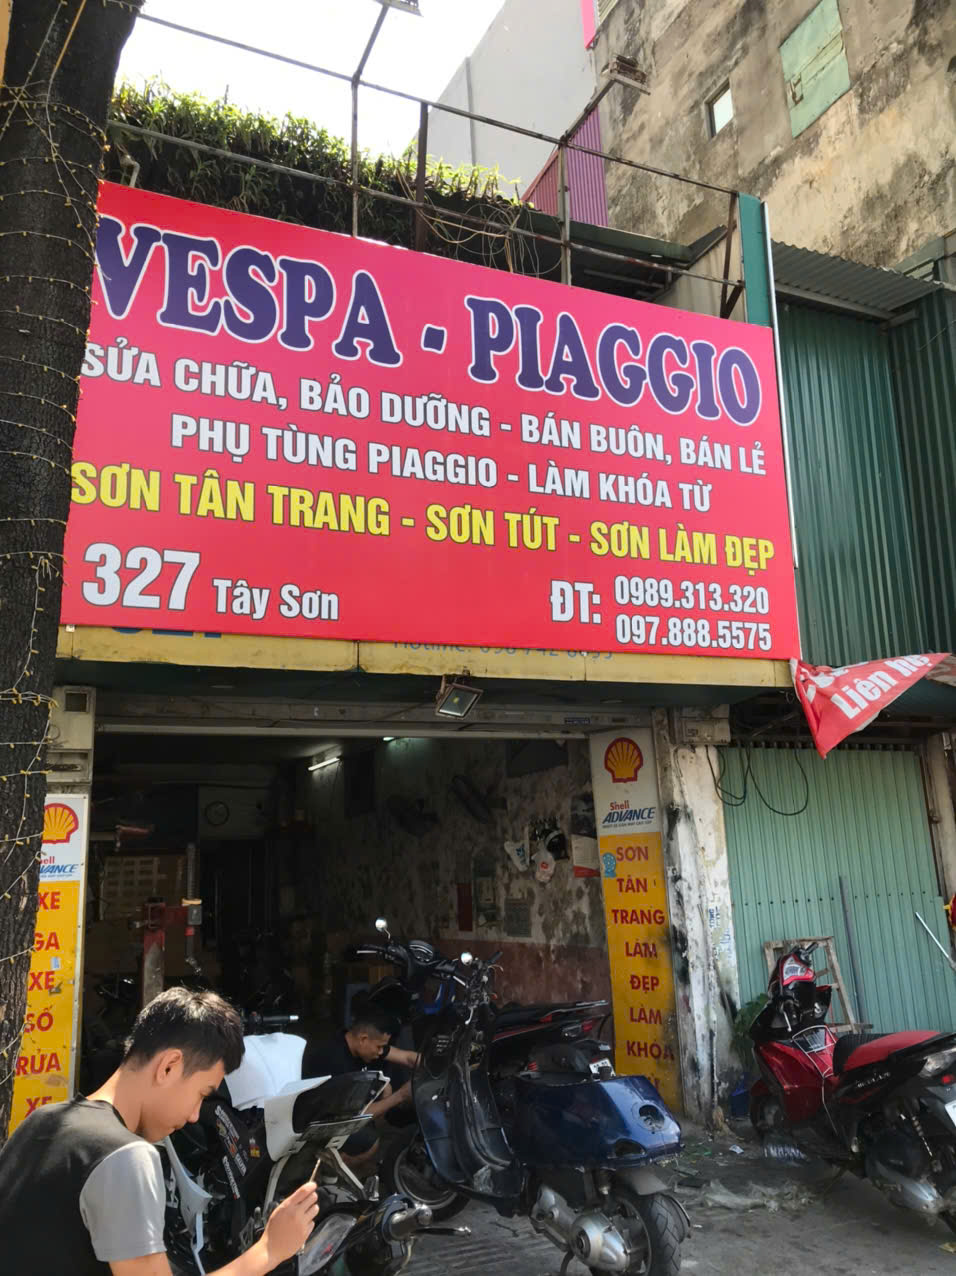 VESPA - PIAGGIO
SỬA CHỮA, BẢO DƯỠNG - BÁN BUÔN, BÁN LẺ
PHỤ TÙNG PIAGGIO - LÀM KHÓA TỪ
SƠN TÂN TRANG - SƠN TÚT - SƠN LÀM ĐẸP
327 Tây Sơn
ĐT: 0989.313.320
097.888.5575
Liên hệ
Shell
ADVANCE
SƠN
TÂN
TRANG
LÀM
ĐẸP
LÀM
KHÓA
ADVANCE
XE
GA
XE
SỐ
RỬA
XE